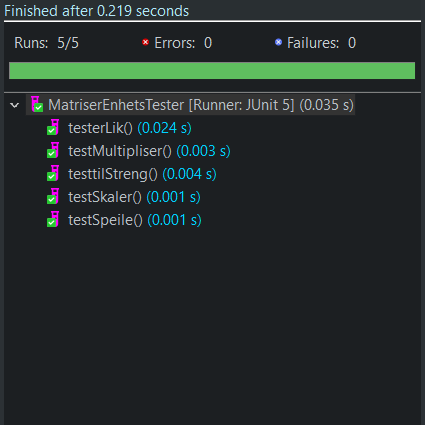 Finished after 0.219 seconds
Runs: 5/5 Errors: 0 Failures: 0
MatriserEnhetsTester [Runner: JUnit 5] (0.035 s)
testerLik() (0.024 s)
testMultipliser() (0.003 s)
testtilStreng() (0.004 s)
testSkaler() (0.001 s)
testSpeile() (0.001 s)